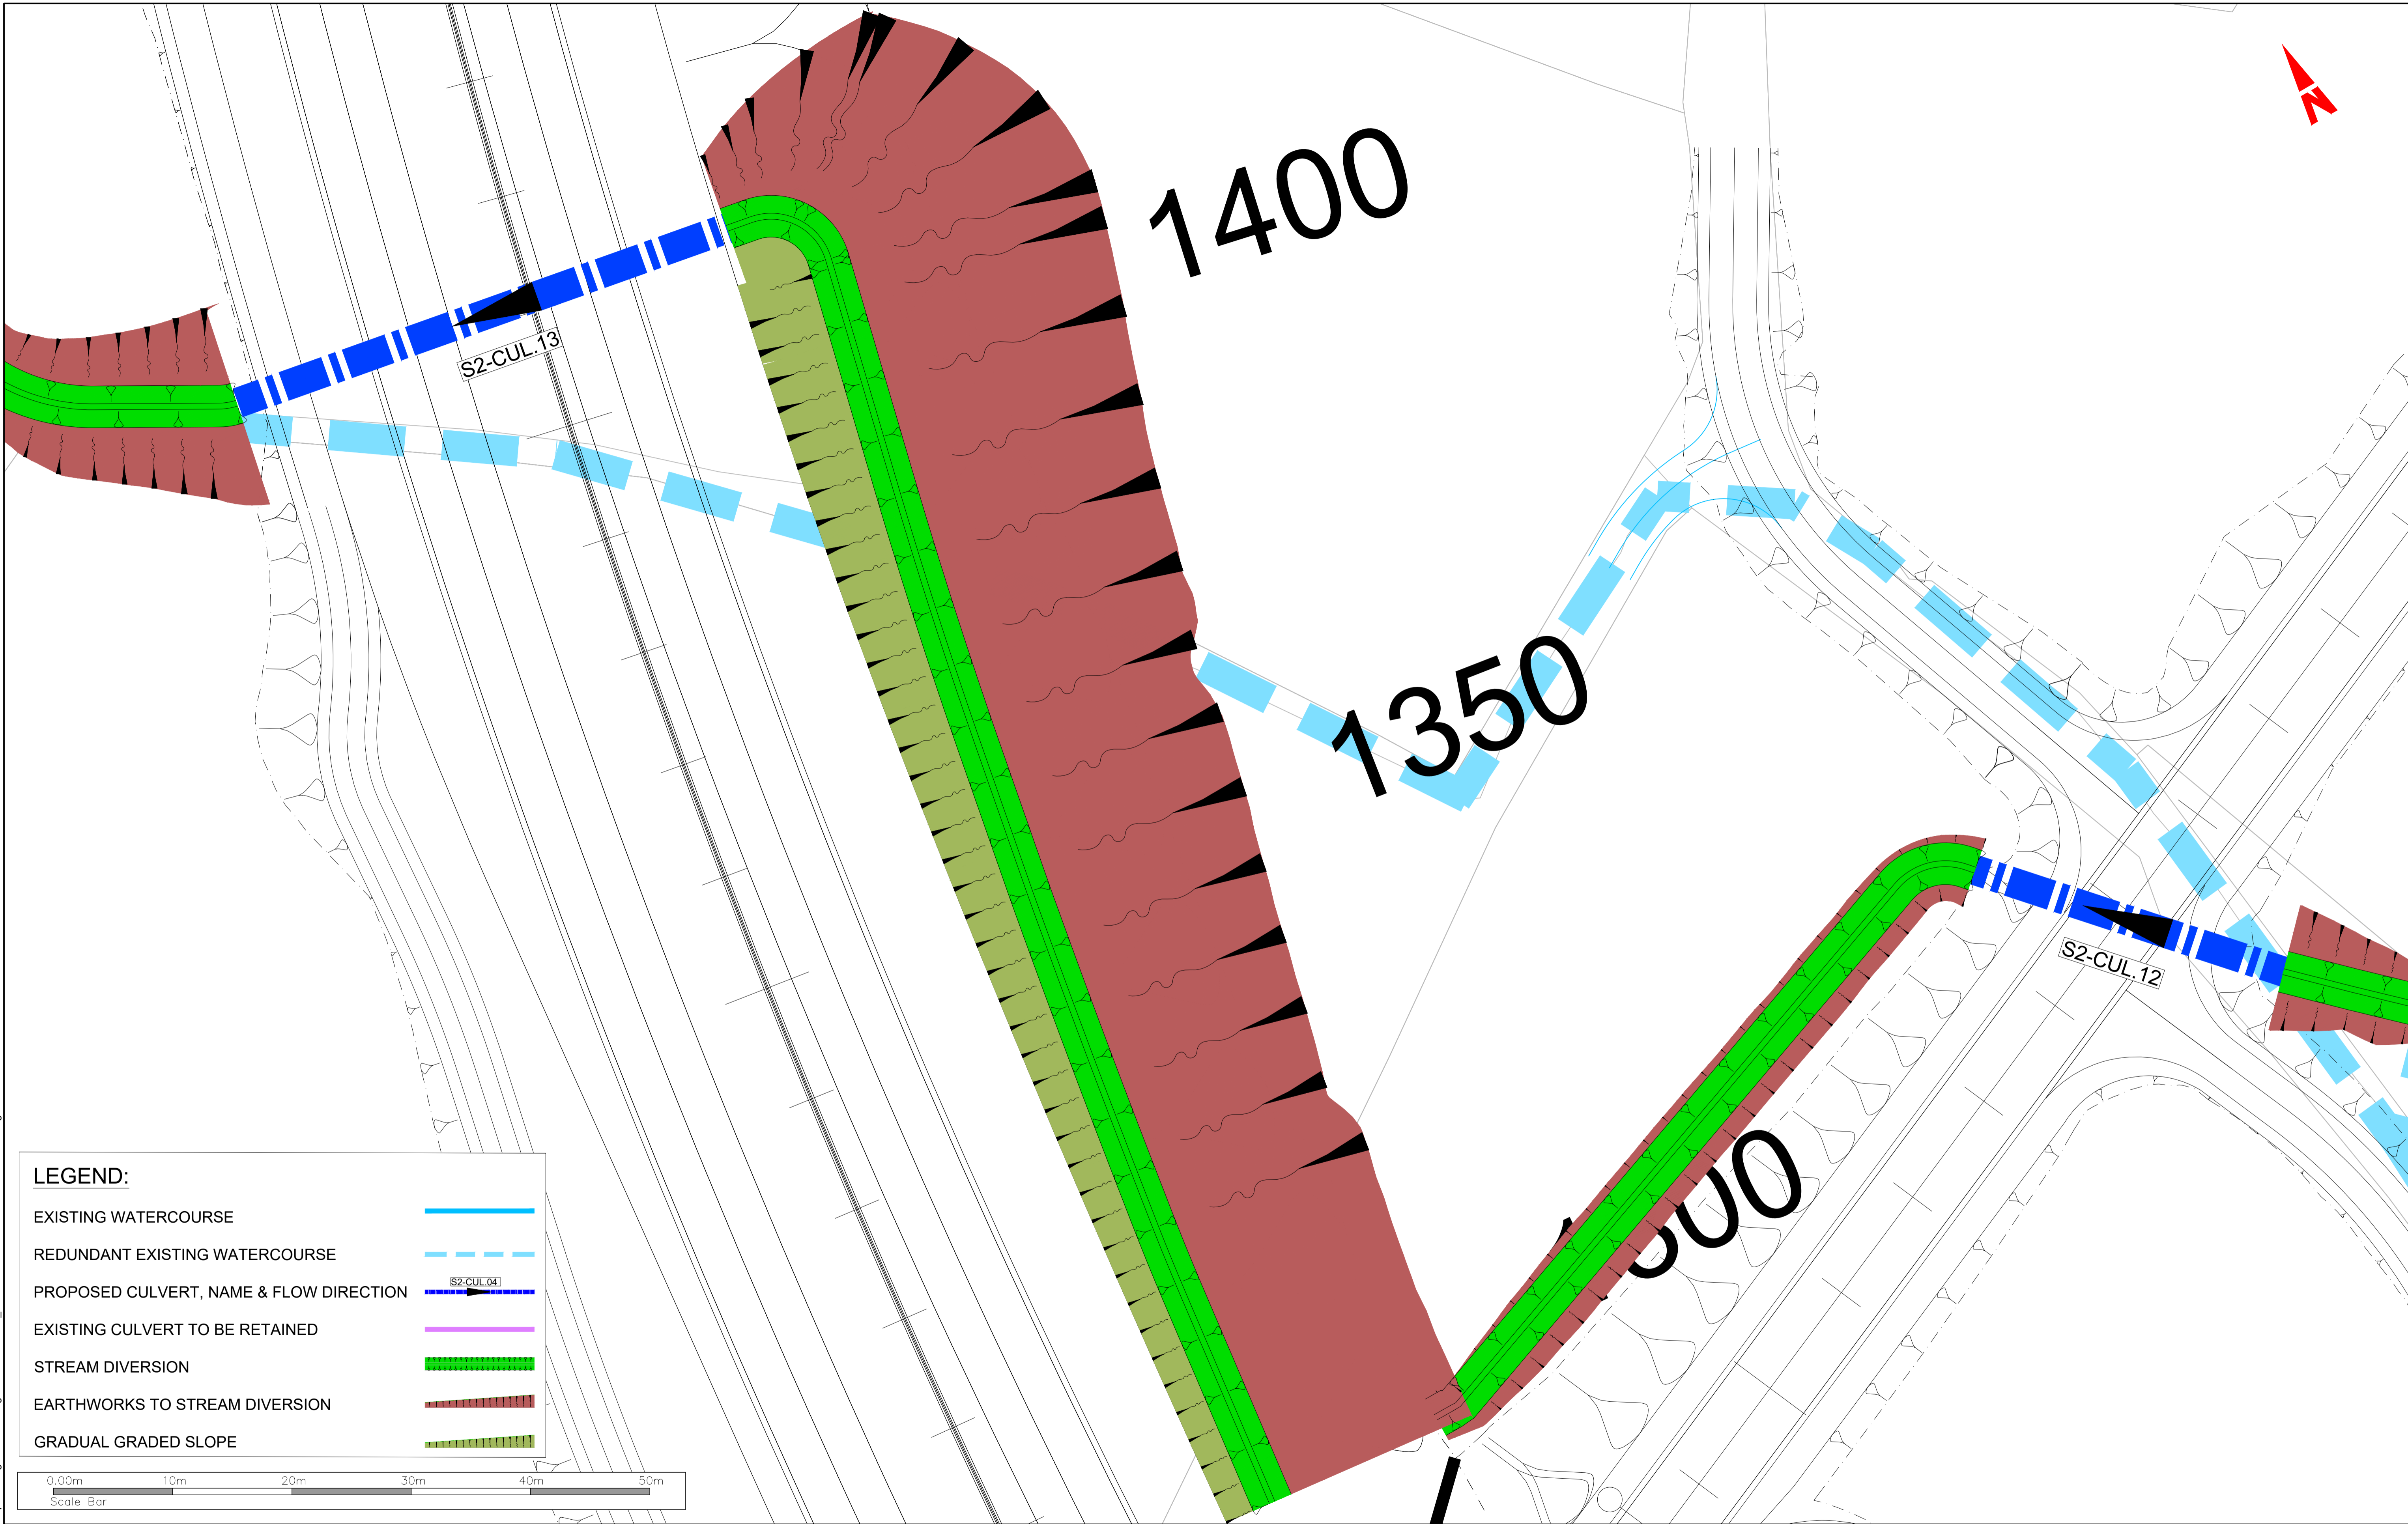 N
1400
S2-CUL.13
1350
S2-CUL.12
LEGEND:
EXISTING WATERCOURSE
REDUNDANT EXISTING WATERCOURSE
PROPOSED CULVERT, NAME & FLOW DIRECTION
S2-CUL.04
EXISTING CULVERT TO BE RETAINED
STREAM DIVERSION
EARTHWORKS TO STREAM DIVERSION
GRADUAL GRADED SLOPE
0.00m 10m 20m 30m 40m 50m
Scale Bar